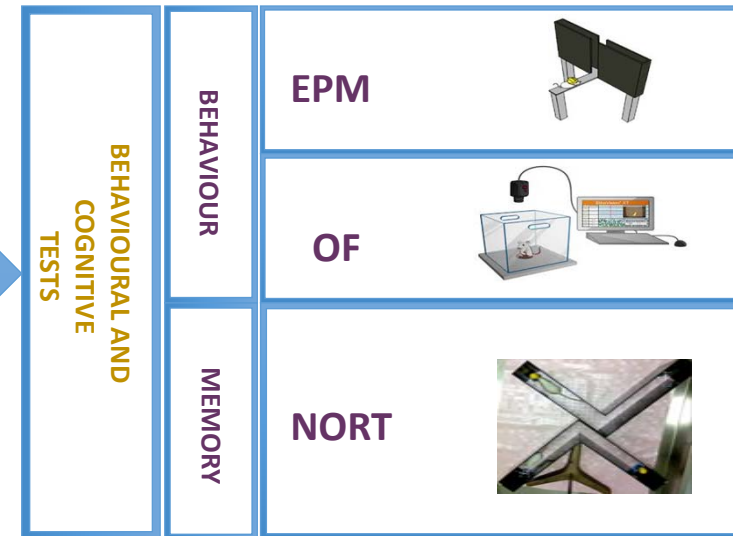 BEHAVIOURAL AND
COGNITIVE
TESTS
BEHAVIOUR
EPM
OF
MEMORY
NORT